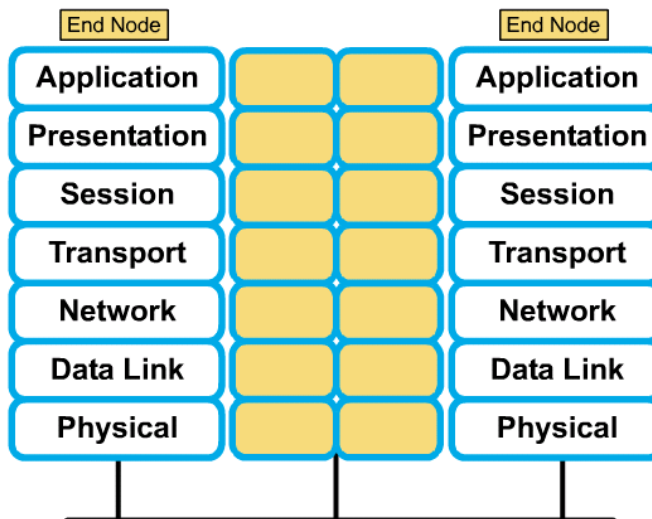 End Node End Node
Application Application
Presentation Presentation
Session Session
Transport Transport
Network Network
Data Link Data Link
Physical Physical